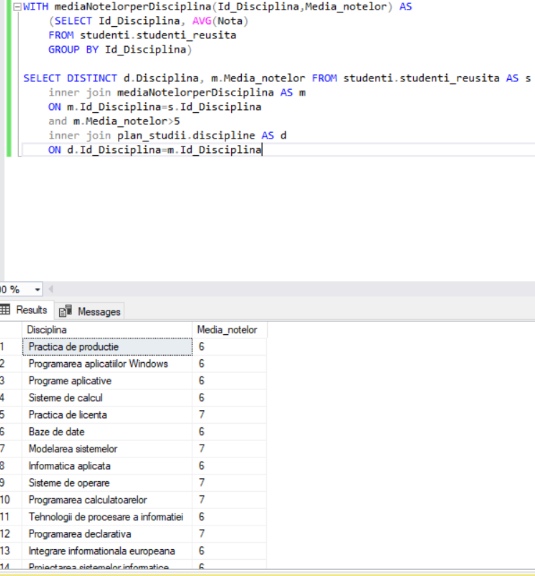 WITH mediaNotelorperDisciplina(Id_Disciplina,Media_notelor) AS
(SELECT Id_Disciplina, AVG(Nota)
FROM studenti.studenti_reusita
GROUP BY Id_Disciplina)
SELECT DISTINCT d.Disciplina, m.Media_notelor FROM studenti.studenti_reusita AS s
inner join mediaNotelorperDisciplina AS m
ON m.Id_Disciplina=s.Id_Disciplina
and m.Media_notelor>5
inner join plan_studii.discipline AS d
ON d.Id_Disciplina=m.Id_Disciplina
00 %
Results Messages
Disciplina Media_notelor
1 Practica de productie 6
2 Programarea aplicatiilor Windows 6
3 Programe aplicative 6
4 Sisteme de calcul 6
5 Practica de licenta 7
6 Baze de date 6
7 Modelarea sistemelor 7
8 Informatica aplicata 6
9 Sisteme de operare 7
10 Programarea calculatoarelor 7
11 Tehnologii de procesare a informatiei 6
12 Programarea declarativa 7
13 Integrare informationala europeana 6
14 Proiectarea sistemelor informatice 6